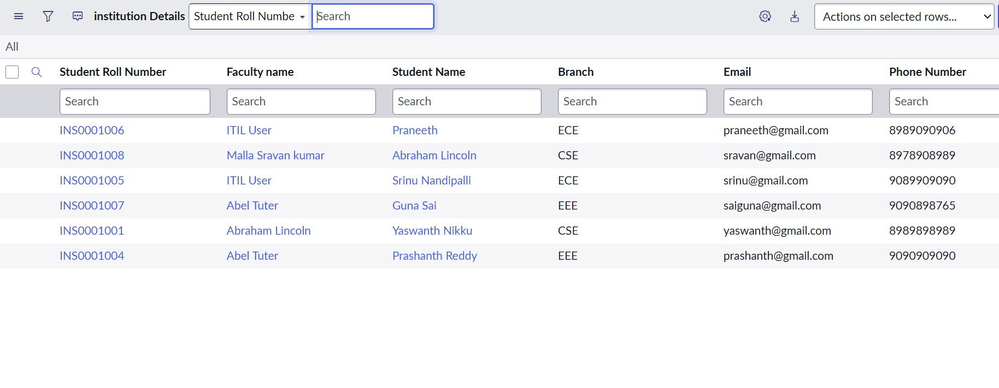 institution Details Student Roll Numbe Search Actions on selected rows...
All
Student Roll Number Faculty name Student Name Branch Email Phone Number
Search Search Search Search Search Search
INS0001006 ITIL User Praneeth ECE praneeth@gmail.com 8989090906
INS0001008 Malla Sravan kumar Abraham Lincoln CSE sravan@gmail.com 8978908989
INS0001005 ITIL User Srinu Nandipalli ECE srinu@gmail.com 9089909090
INS0001007 Abel Tuter Guna Sai EEE saiguna@gmail.com 9090898765
INS0001001 Abraham Lincoln Yaswanth Nikku CSE yaswanth@gmail.com 8989898989
INS0001004 Abel Tuter Prashanth Reddy EEE prashanth@gmail.com 9090909090